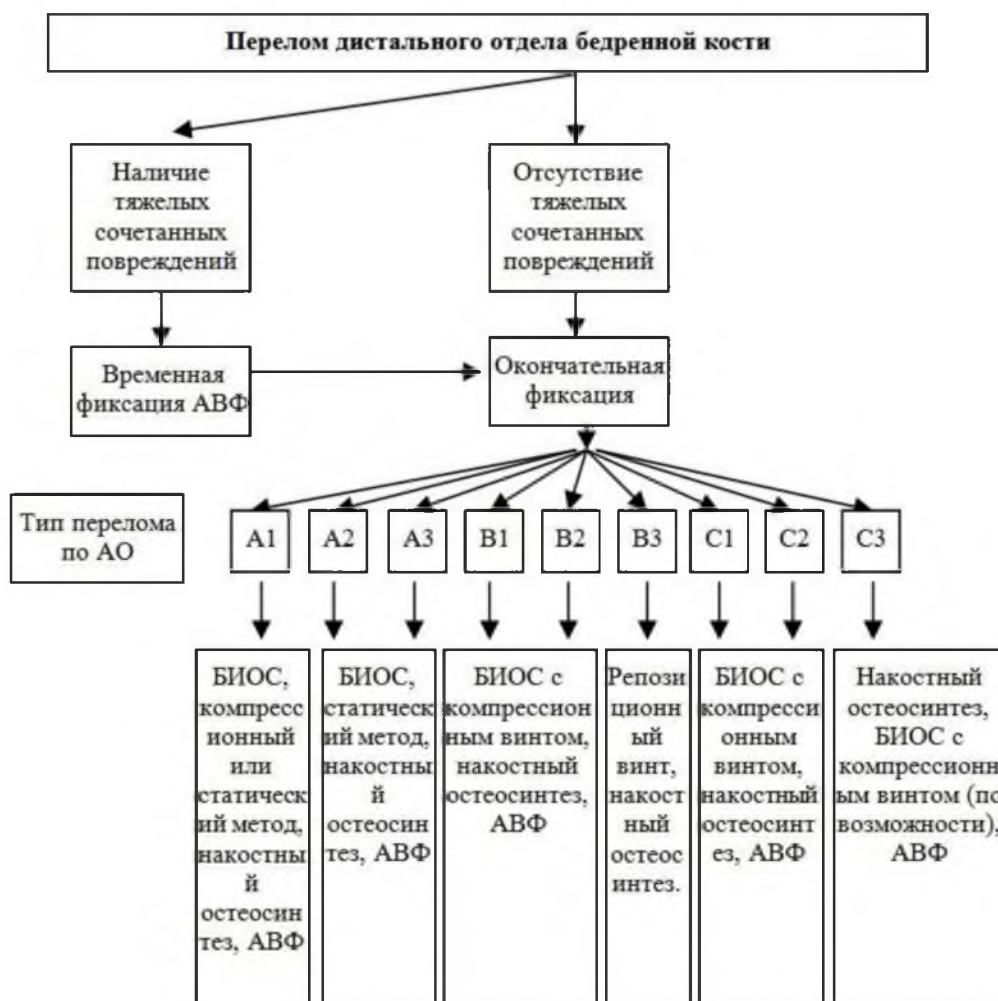 Перелом дистального отдела бедренной кости
Наличие
тяжелых
сочетанных
повреждений
Отсутствие
тяжелых
сочетанных
повреждений
Временная
фиксация АВФ
Окончательная
фиксация
Тип перелома
по АО
A1
A2
A3
B1
B2
B3
C1
C2
C3
БИОС,
компресс
ионный
или
статическ
ий метод,
накостны
й
остеосин
тез, АВФ
БИОС,
статическ
ий метод,
накостны
й
остеосин
тез, АВФ
БИОС с
компрессион
ным винтом,
накостный
остеосинтез,
АВФ
Репози
ционн
ый
винт,
накост
ный
остеос
интез.
БИОС с
компресси
онным
винтом,
накостный
остеосинт
ез, АВФ
Накостный
остеосинтез,
БИОС с
компрессионн
ым винтом (по
возможности),
АВФ